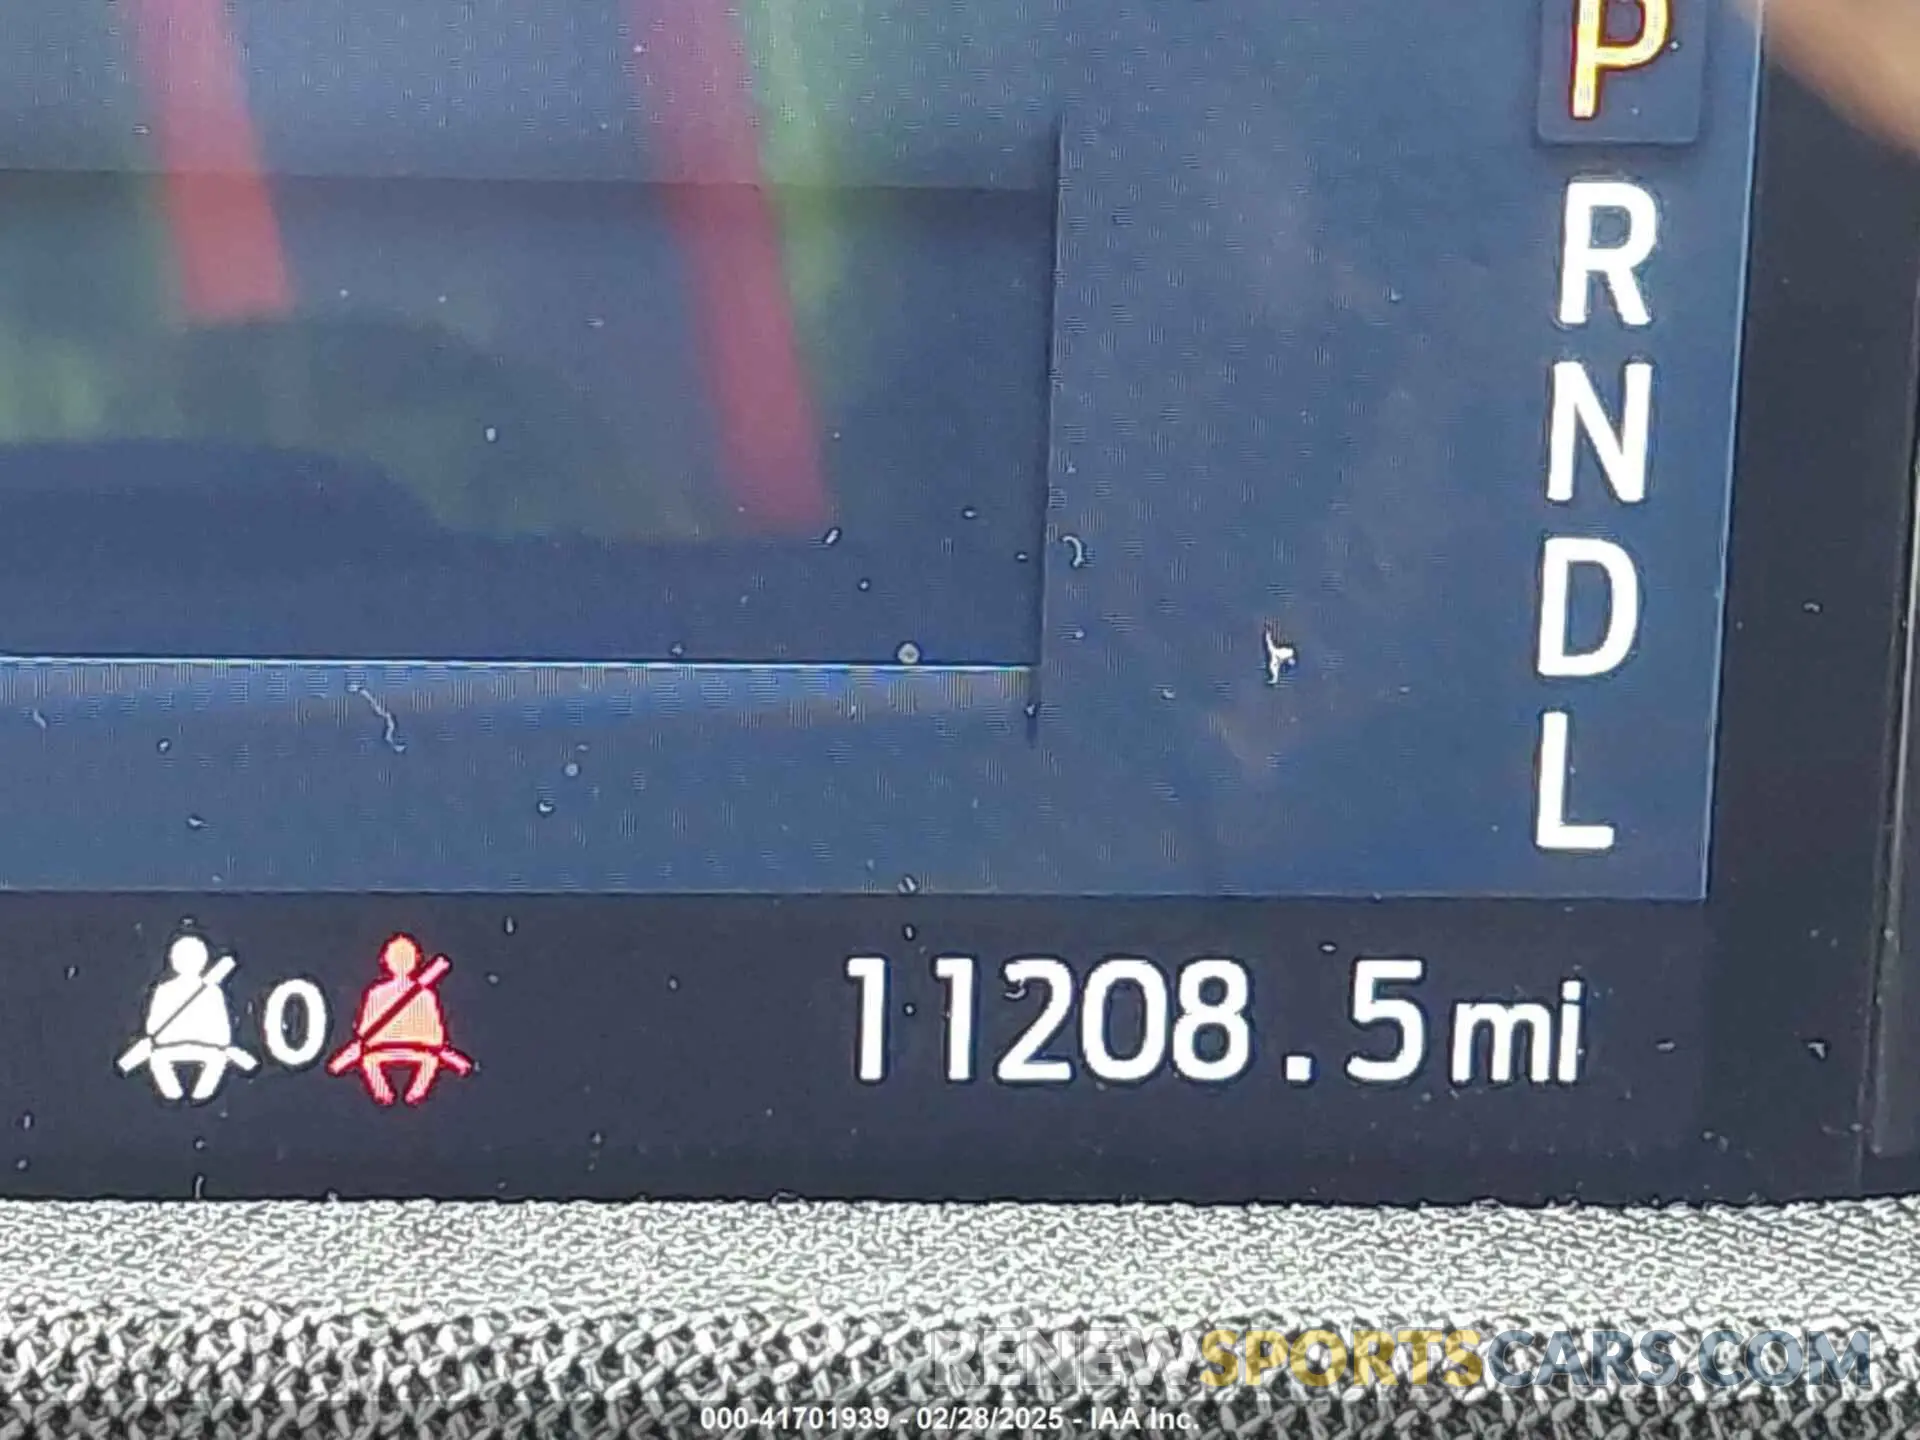 P
R
N
D
L
0
11208.5mi
RENEWSPORTSCARS.COM
000-41701939 - 02/28/2025 - IAA Inc.